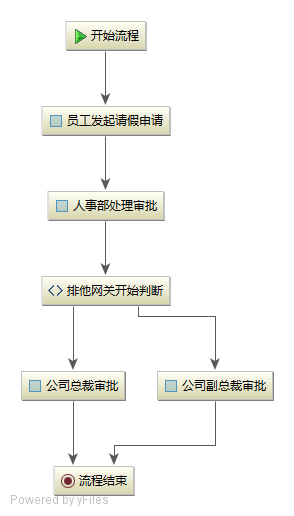 开始流程
员工发起请假申请
人事部处理审批
排他网关开始判断
公司总裁审批
公司副总裁审批
流程结束
Powered by yFiles